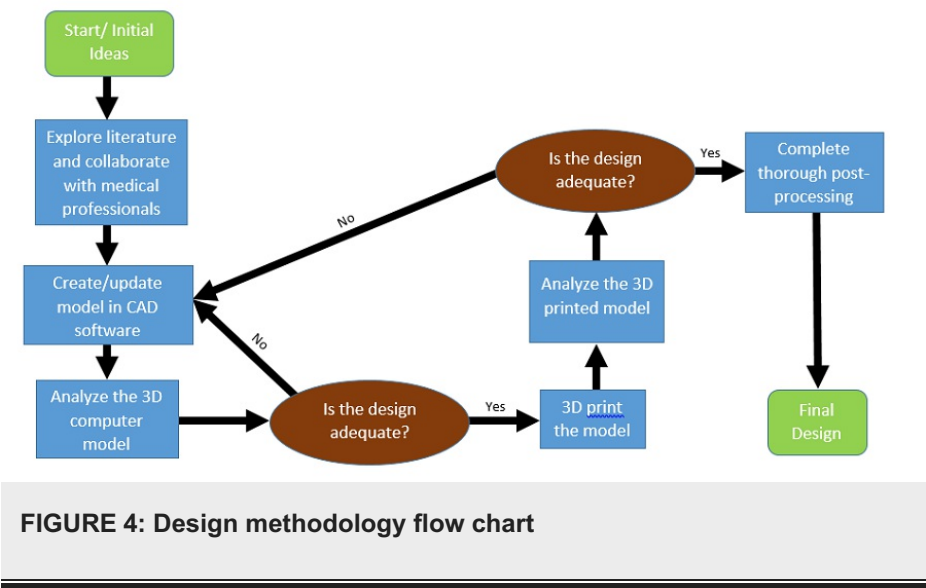 Start/ Initial
Ideas
Explore literature
and collaborate
with medical
professionals
Create/update
model in CAD
software
Analyze the 3D
computer
model
No
No
Is the design
adequate?
Yes
3D print
the model
Analyze the 3D
printed model
Is the design
adequate?
Yes
Complete
thorough post-
processing
Final
Design
FIGURE 4: Design methodology flow chart